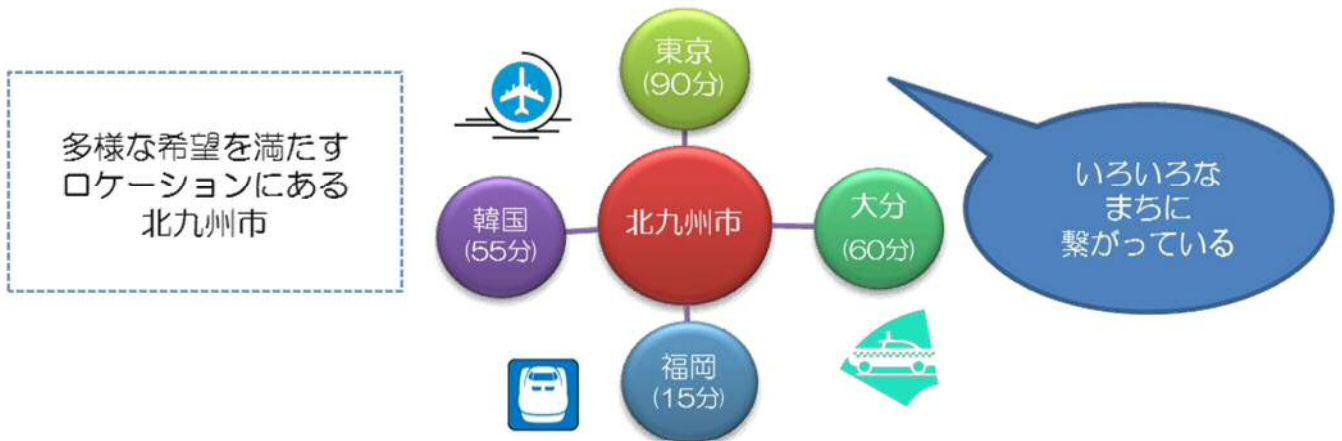 多様な希望を満たす
ロケーションにある
北九州市
東京
(90分)
韓国
(55分)
北九州市
大分
(60分)
福岡
(15分)
いろいろな
まちに
繋がっている